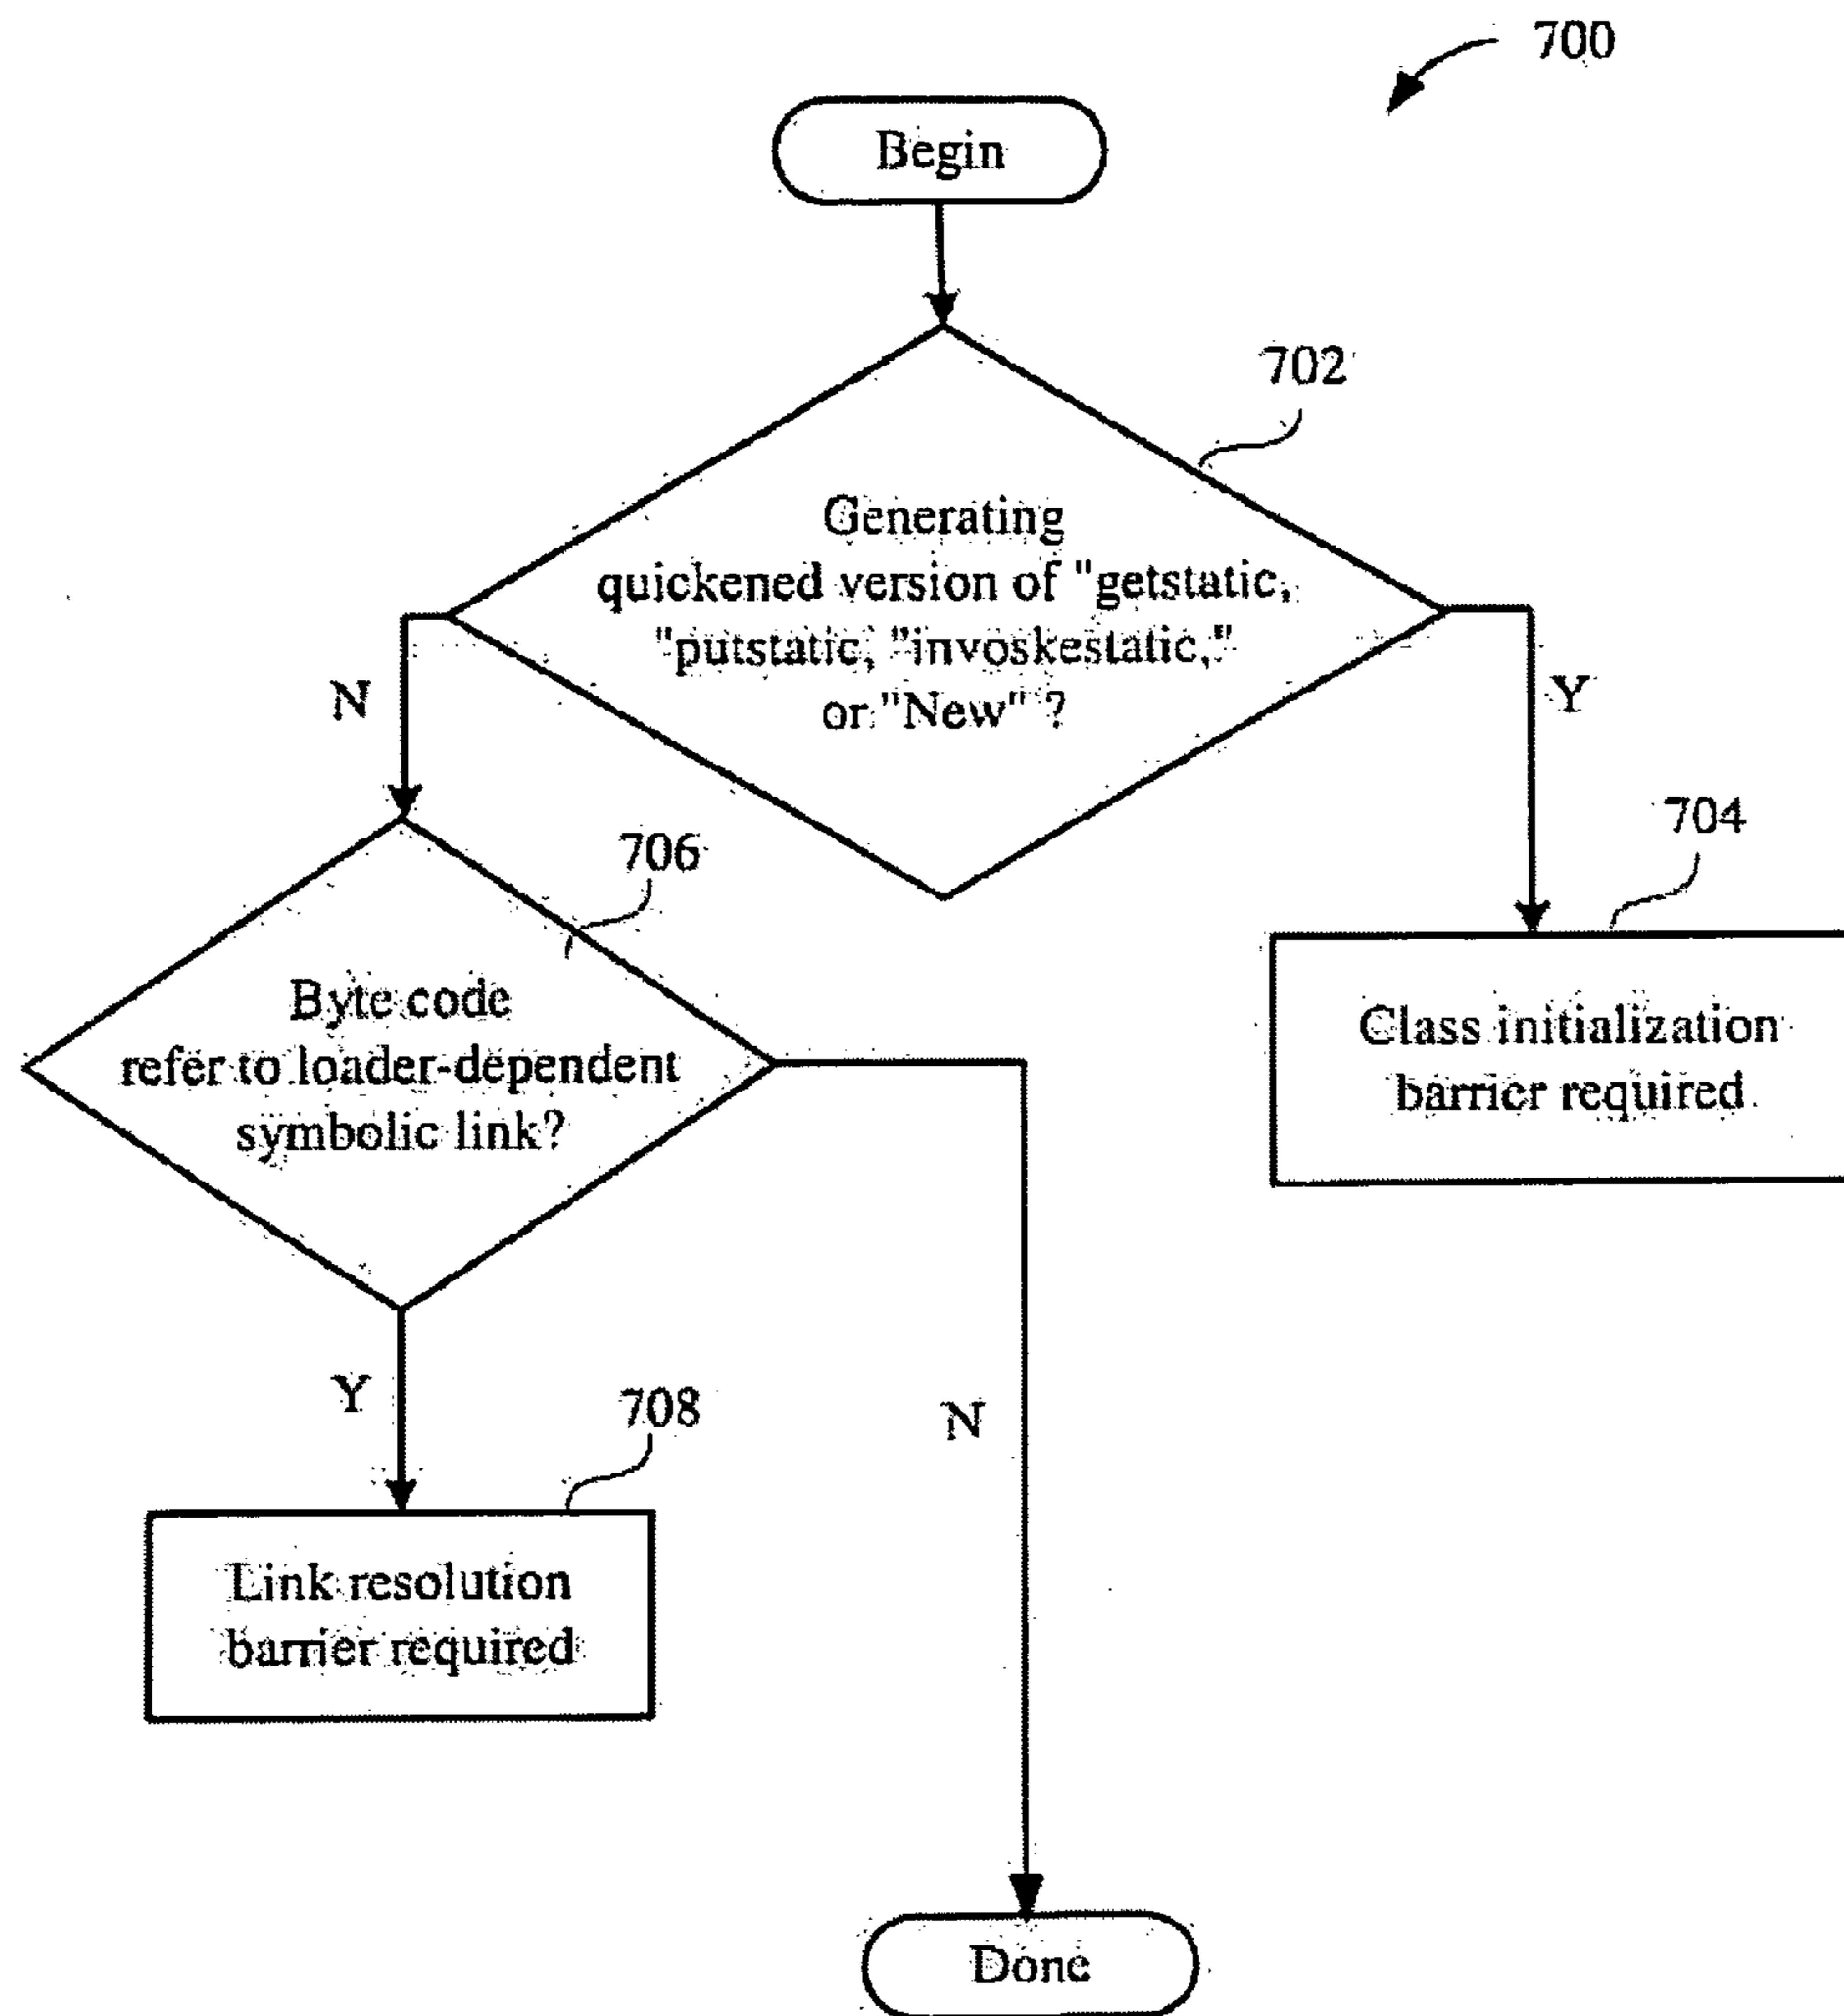 700
Begin
702
Generating
quickened version of "getstatic,
"putstatic, "invoskestatic,"
or "New" ?
N
Y
704
706
Byte code
refer to loader-dependent
symbolic link?
Class initialization
barrier required
Y
708
N
Link resolution
barrier required
Done